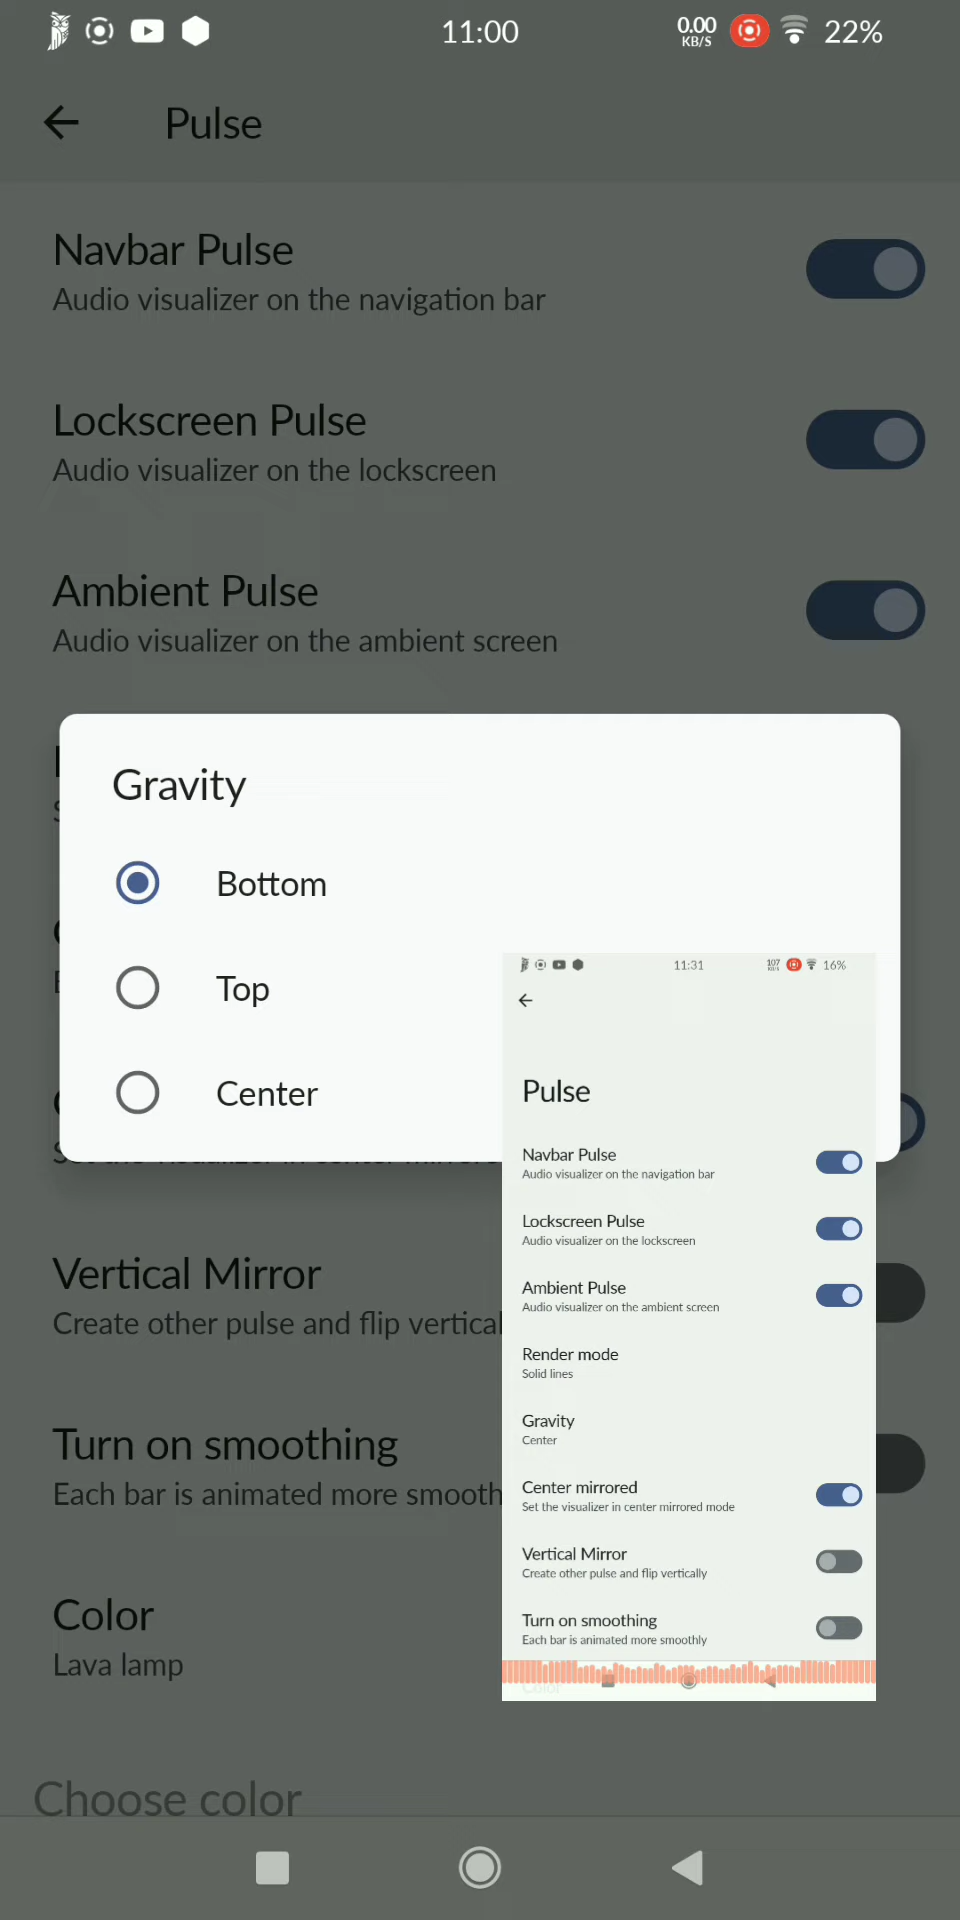 11:00
0.00
KB/S
22%
Pulse
Navbar Pulse
Audio visualizer on the navigation bar
Lockscreen Pulse
Audio visualizer on the lockscreen
Ambient Pulse
Audio visualizer on the ambient screen
Gravity
Bottom
Top
Center
Vertical Mirror
Create other pulse and flip vertical
Turn on smoothing
Each bar is animated more smooth
Color
Lava lamp
Choose color
11:31
107
16%
Pulse
Navbar Pulse
Audio visualizer on the navigation bar
Lockscreen Pulse
Audio visualizer on the lockscreen
Ambient Pulse
Audio visualizer on the ambient screen
Render mode
Solid lines
Gravity
Center
Center mirrored
Set the visualizer in center mirrored mode
Vertical Mirror
Create other pulse and flip vertically
Turn on smoothing
Each bar is animated more smoothly
Color